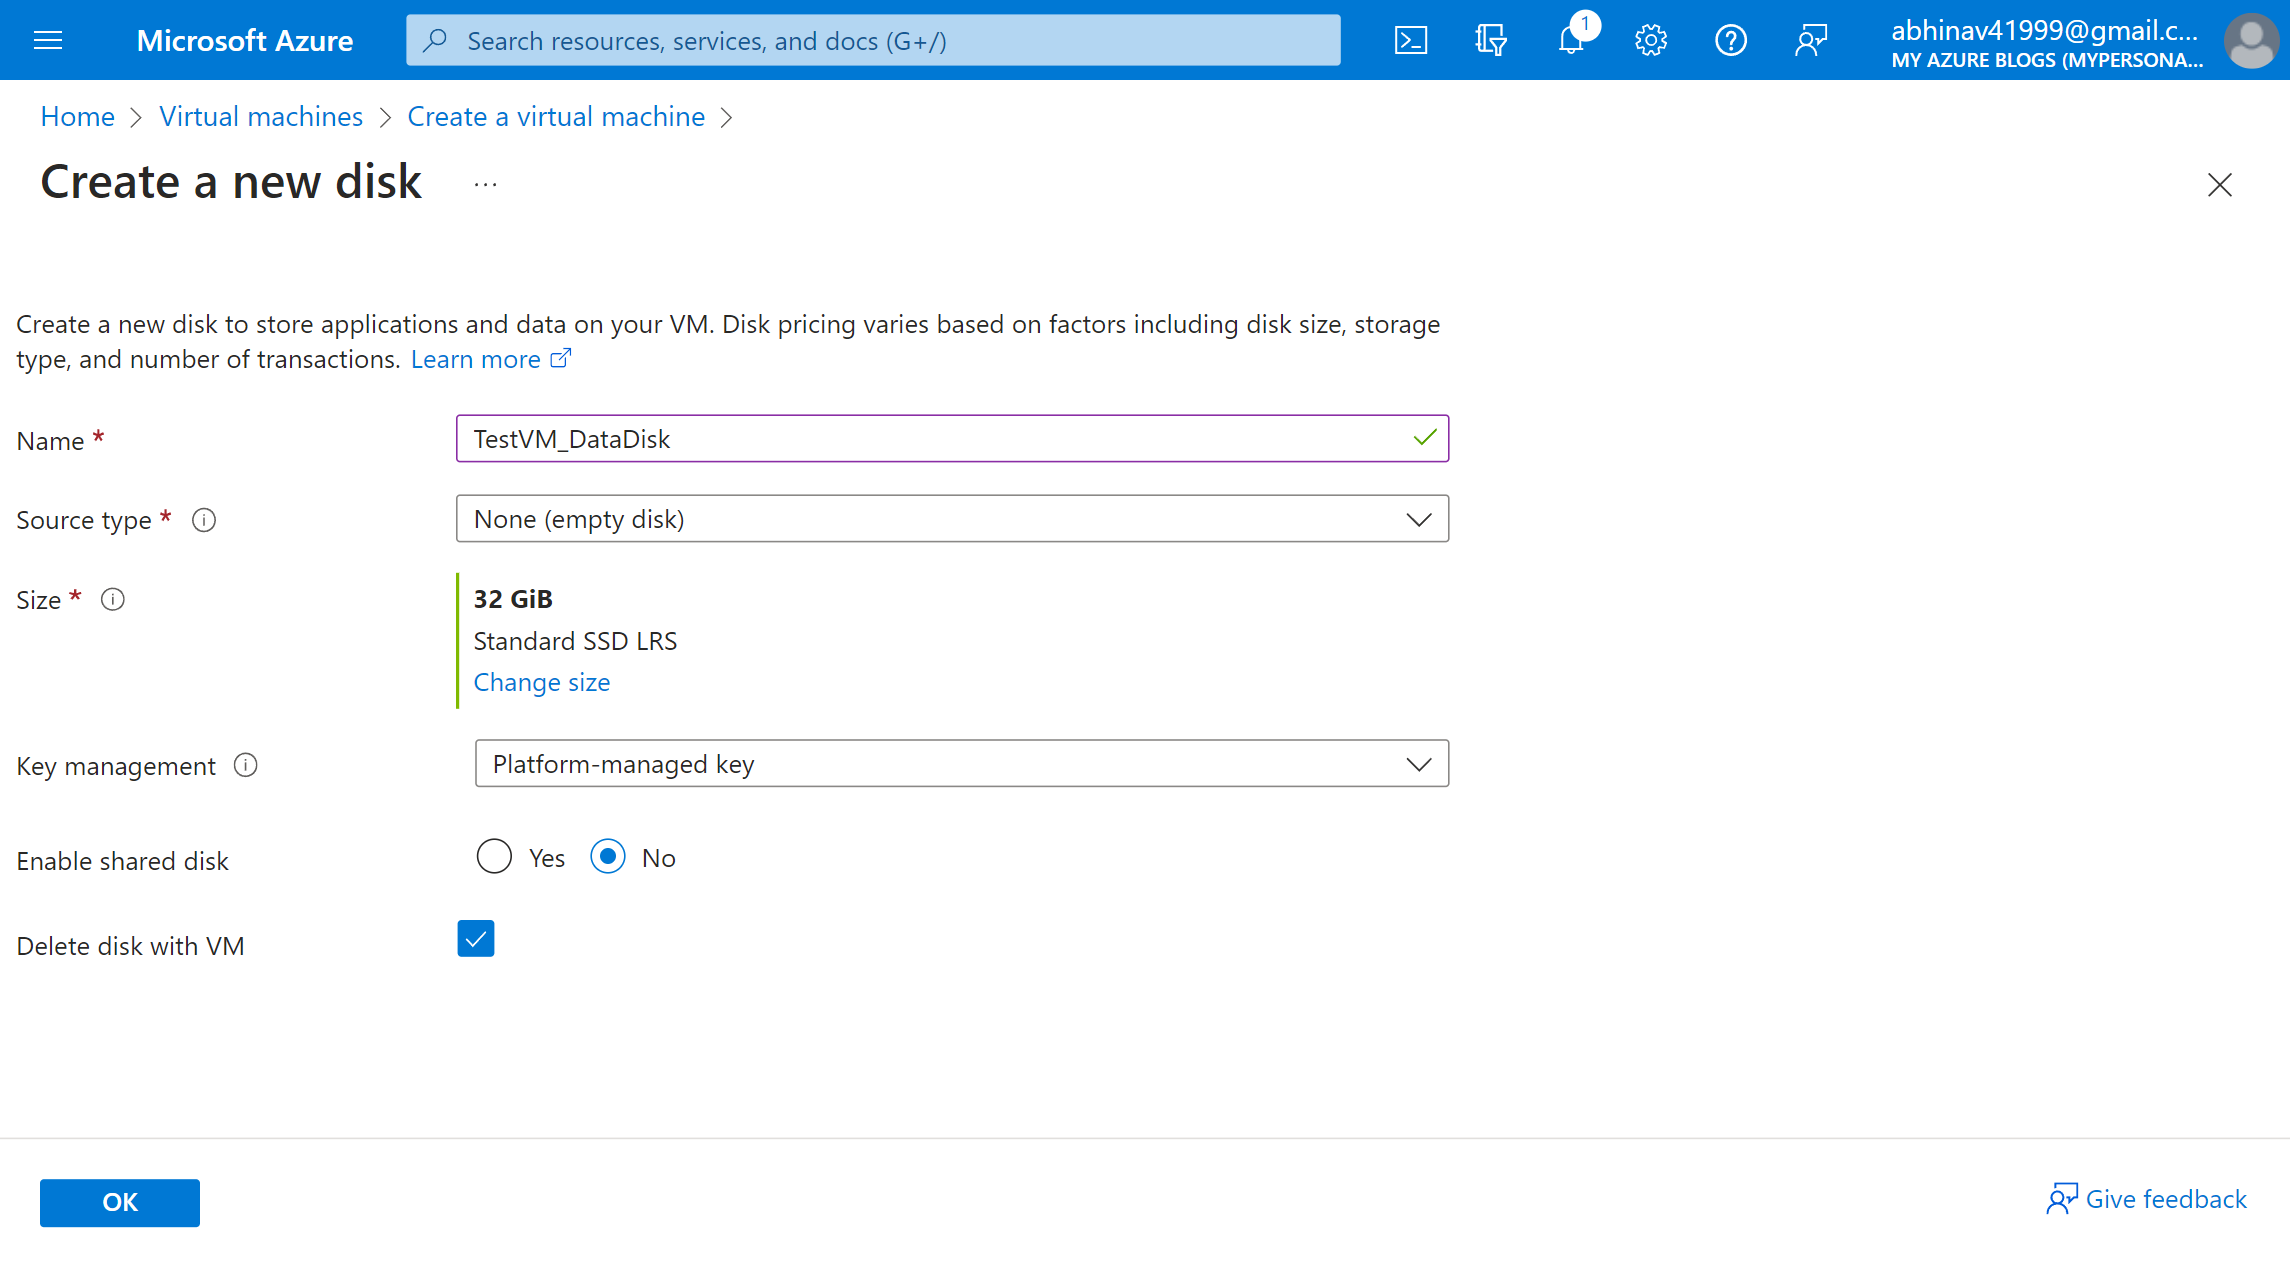 Microsoft Azure
Search resources, services, and docs (G+/)
1
abhinav41999@gmail.c...
MY AZURE BLOGS (MYPERSONA...
Home > Virtual machines > Create a virtual machine >
Create a new disk ...
Create a new disk to store applications and data on your VM. Disk pricing varies based on factors including disk size, storage
type, and number of transactions. Learn more
Name *
TestVM_DataDisk
Source type *
None (empty disk)
Size *
32 GiB
Standard SSD LRS
Change size
Key management
Platform-managed key
Enable shared disk
Yes No
Delete disk with VM
OK
Give feedback